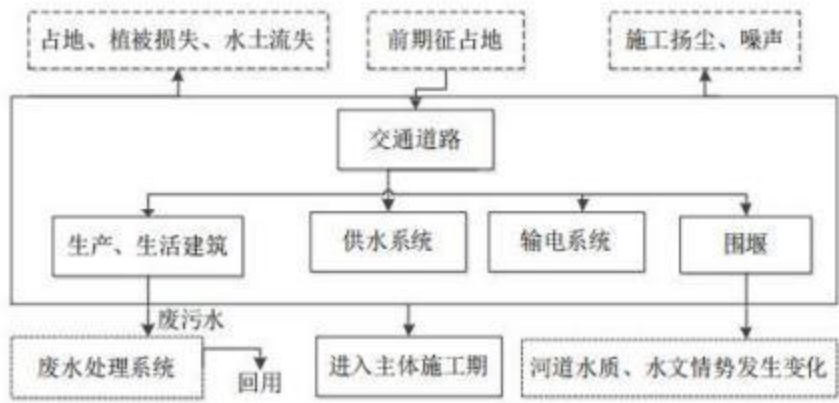 占地、植被损失、水土流失
前期征占地
施工扬尘、噪声
交通道路
生产、生活建筑
供水系统
输电系统
围堰
废污水
废水处理系统
回用
进入主体施工期
河道水质、水文情势发生变化